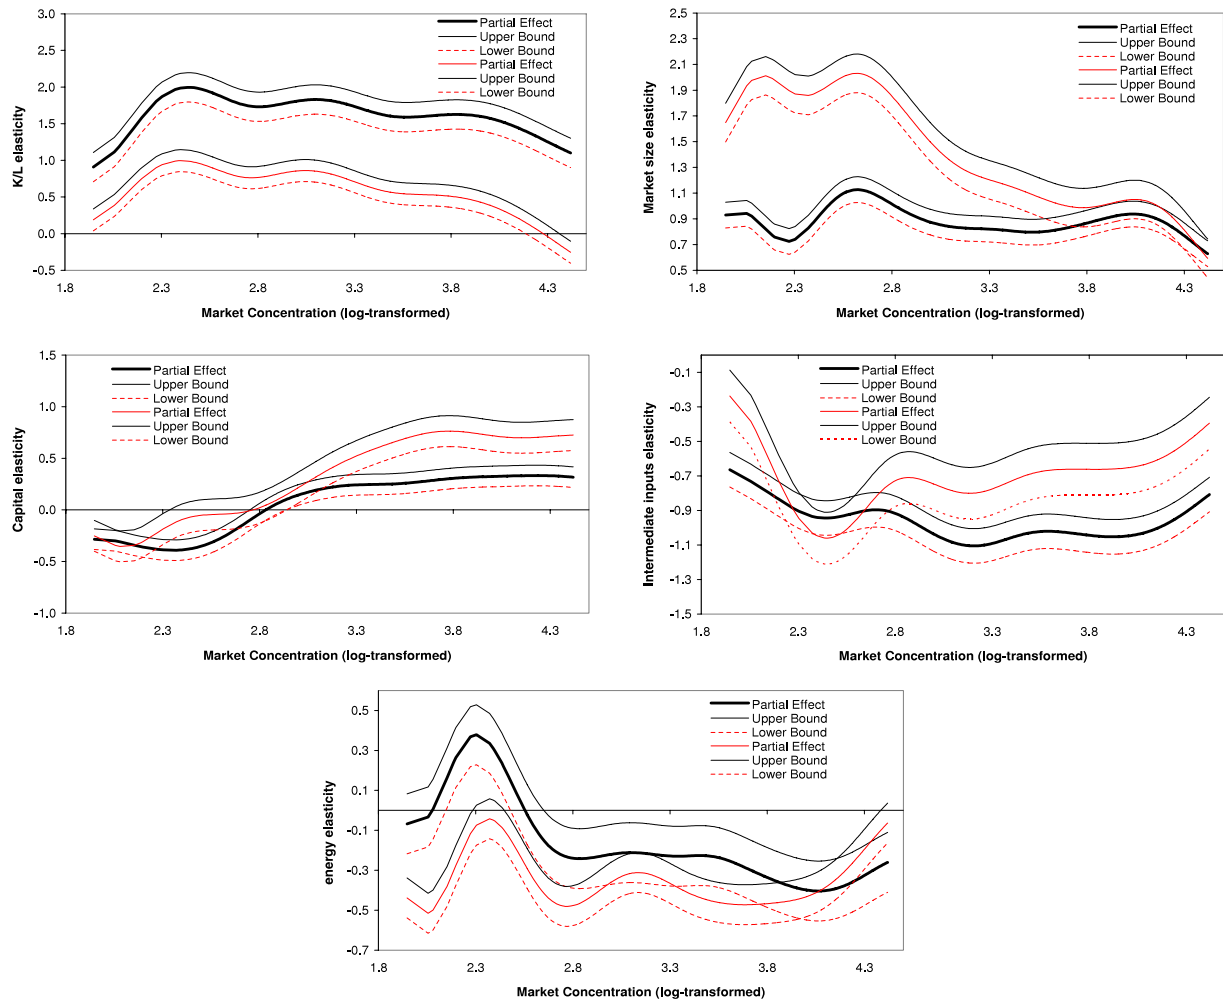 3.0
2.5
2.0
1.5
1.0
0.5
0.0
-0.5
K/L elasticity
Partial Effect
Upper Bound
Lower Bound
Partial Effect
Upper Bound
Lower Bound
1.8 2.3 2.8 3.3 3.8 4.3
Market Concentration (log-transformed)
2.5
2.3
2.1
1.9
1.7
1.5
1.3
1.1
0.9
0.7
0.5
Market size elasticity
Partial Effect
Upper Bound
Lower Bound
Partial Effect
Upper Bound
Lower Bound
1.8 2.3 2.8 3.3 3.8 4.3
Market Concentration (log-transformed)
1.5
1.0
0.5
0.0
-0.5
-1.0
Capital elasticity
Partial Effect
Upper Bound
Lower Bound
Partial Effect
Upper Bound
Lower Bound
1.8 2.3 2.8 3.3 3.8 4.3
Market Concentration (log-transformed)
-0.1
-0.3
-0.5
-0.7
-0.9
-1.1
-1.3
-1.5
Intermediate inputs elasticity
Partial Effect
Upper Bound
Lower Bound
Partial Effect
Upper Bound
Lower Bound
1.8 2.3 2.8 3.3 3.8 4.3
Market Concentration (log-transformed)
0.5
0.3
0.1
-0.1
-0.3
-0.5
-0.7
energy elasticity
Partial Effect
Upper Bound
Lower Bound
Partial Effect
Upper Bound
Lower Bound
1.8 2.3 2.8 3.3 3.8 4.3
Market Concentration (log-transformed)